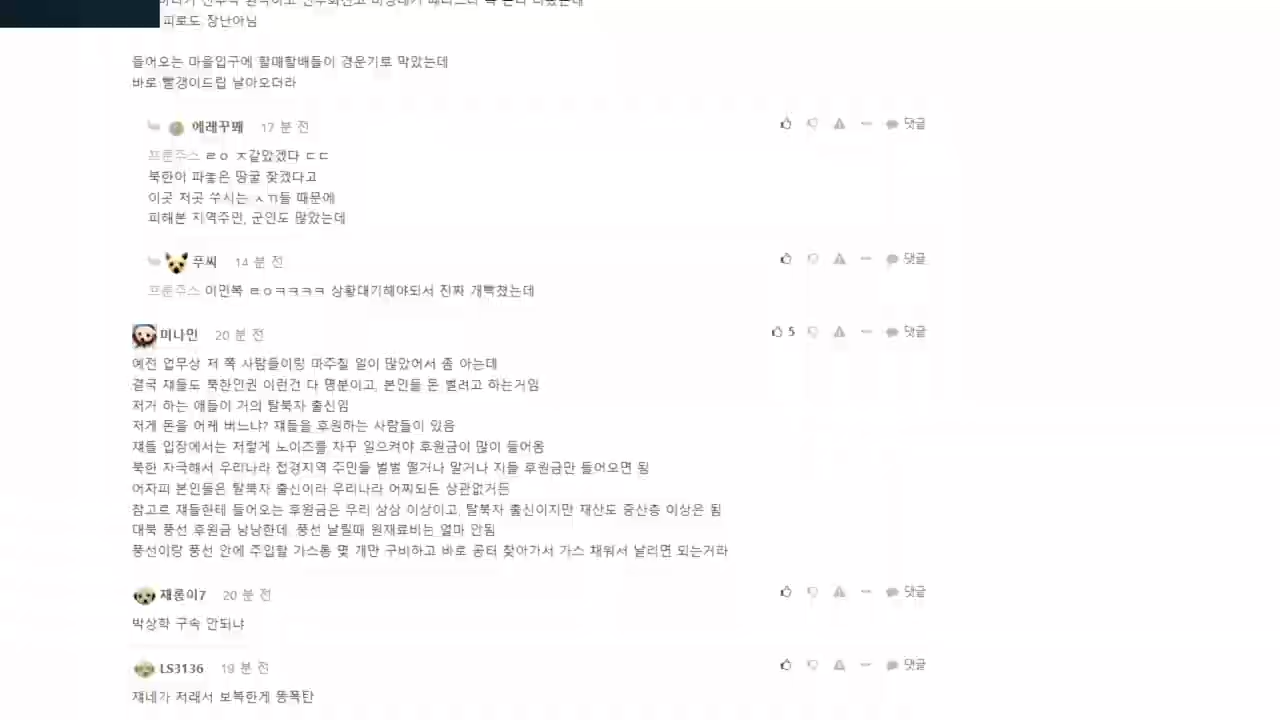 피로도 장난아님
들어오는 마을입구에 할매할배들이 경운기로 막았는데
바로 빨갱이드립 날아오더라
에레꾸꽤 17 분 전
댓글
프룬주스 ㄹㅇ ㅈ같았겠다 ㄷㄷ
북한이 파놓은 땅굴 찾겠다고
이곳 저곳 쑤시는 ㅅㄲ들 때문에
피해본 지역주민, 군인도 많았는데
푸씨 14 분 전
댓글
프룬주스 이민복 ㄹㅇㅋㅋㅋㅋ 상황대기해야되서 진짜 개빡쳤는데
미나민 20 분 전
5 댓글
예전 업무상 저 쪽 사람들이랑 마주칠 일이 많았어서 좀 아는데
결국 쟤들도 북한인권 이런건 다 명분이고, 본인들 돈 벌려고 하는거임
저거 하는 애들이 거의 탈북자 출신임
저게 돈을 어케 버느냐? 쟤들을 후원하는 사람들이 있음
쟤들 입장에서는 저렇게 노이즈를 자꾸 일으켜야 후원금이 많이 들어옴
북한 자극해서 우리나라 접경지역 주민들 벌벌 떨거나 말거나 지들 후원금만 들어오면 됨
어차피 본인들은 탈북자 출신이라 우리나라 어찌되든 상관없거든
참고로 쟤들한테 들어오는 후원금은 우리 상상 이상이고, 탈북자 출신이지만 재산도 중산층 이상은 됨
대북 풍선 후원금 낭낭한데, 풍선 날릴때 원재료비는 얼마 안됨
풍선이랑 풍선 안에 주입할 가스통 몇 개만 구비하고 바로 공터 찾아가서 가스 채워서 날리면 되는거라
재롱이7 20 분 전
댓글
박상학 구속 안되냐
LS3136 19 분 전
댓글
쟤네가 저래서 보복한게 똥폭탄